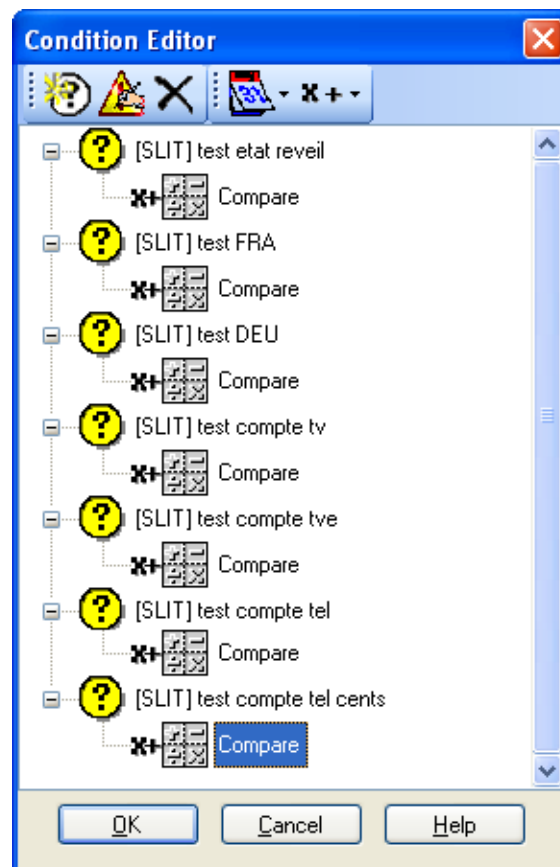 Condition Editor
[SLIT] test etat reveil
Compare
[SLIT] test FRA
Compare
[SLIT] test DEU
Compare
[SLIT] test compte tv
Compare
[SLIT] test compte tve
Compare
[SLIT] test compte tel
Compare
[SLIT] test compte tel cents
Compare
OK Cancel Help